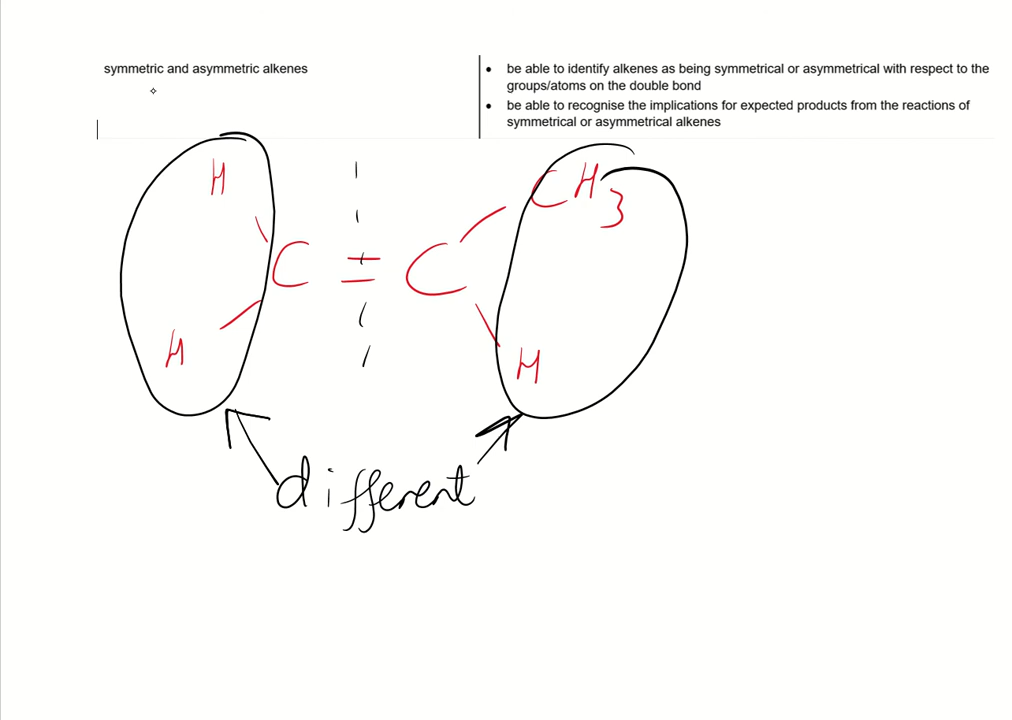 symmetric and asymmetric alkenes
• be able to identify alkenes as being symmetrical or asymmetrical with respect to the
groups/atoms on the double bond
• be able to recognise the implications for expected products from the reactions of
symmetrical or asymmetrical alkenes
H CH3
C = C
H H
different